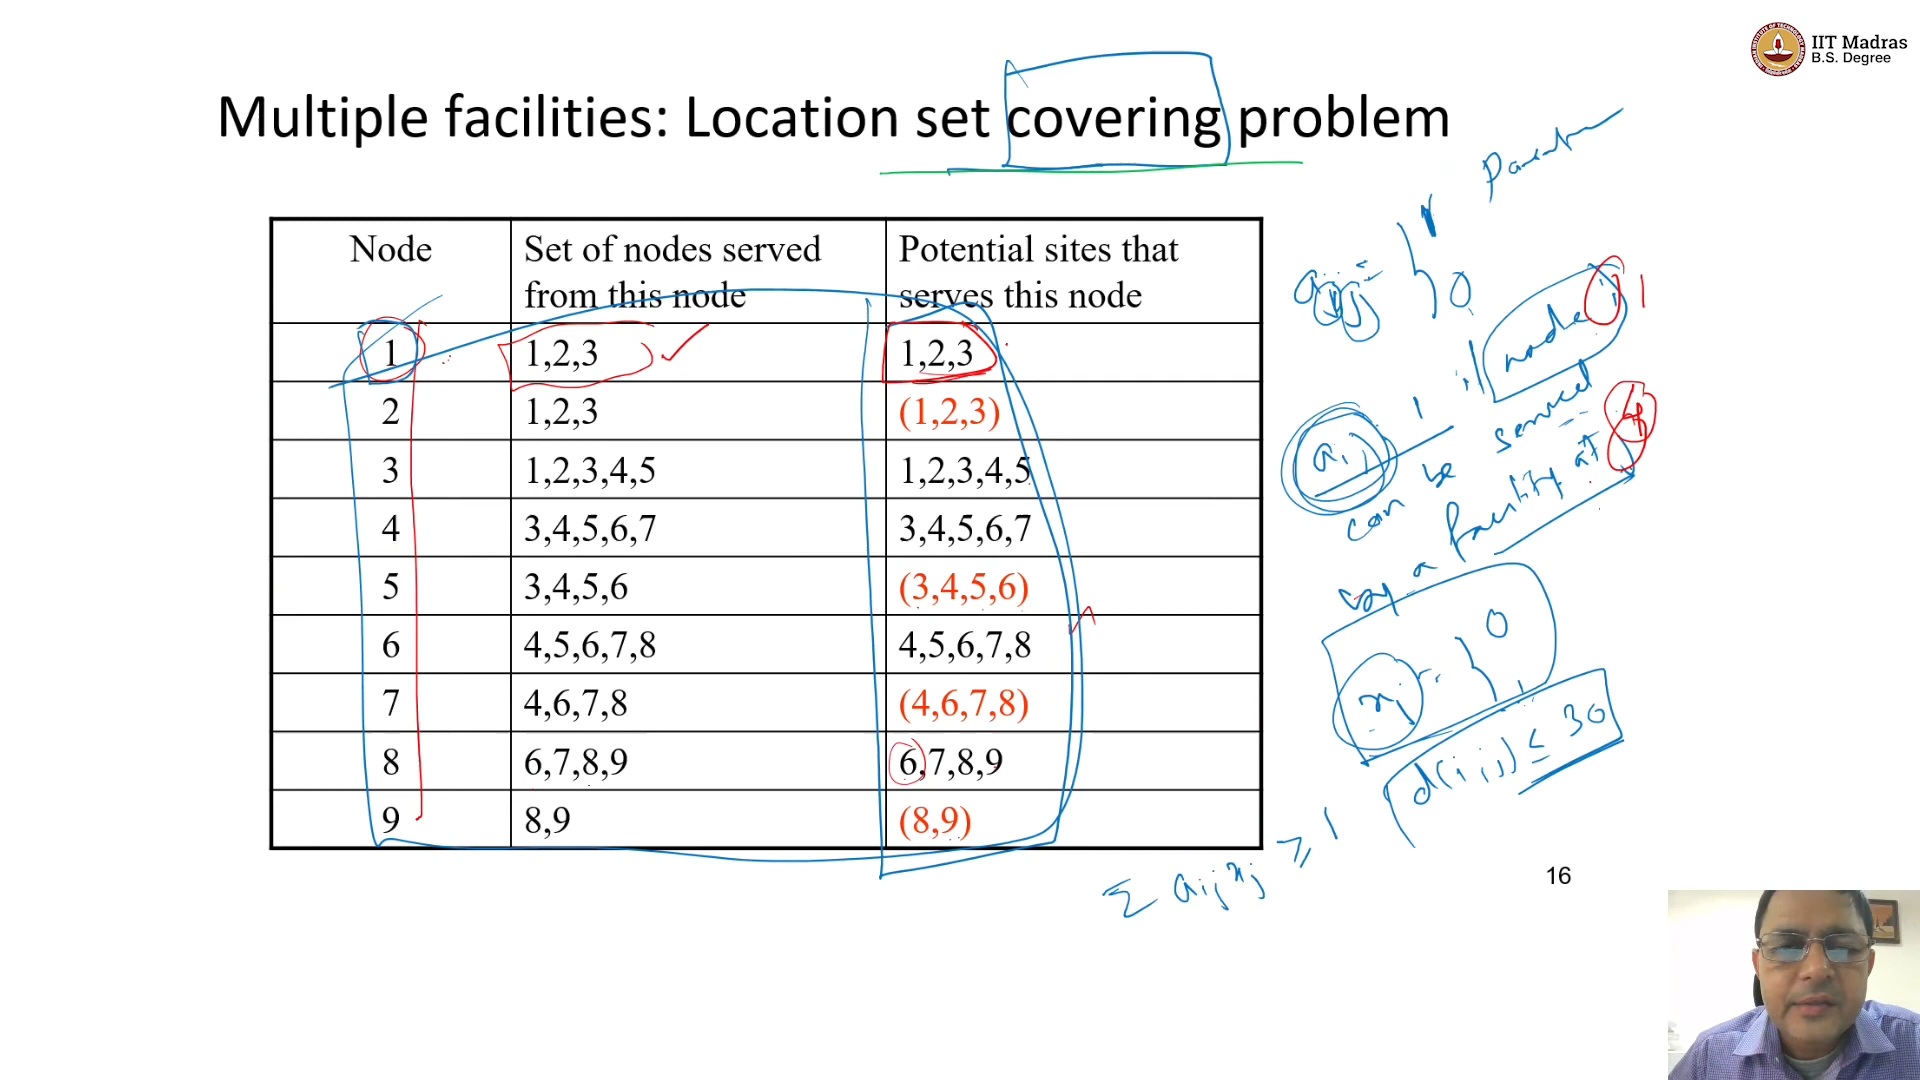 IIT Madras
B.S. Degree
Multiple facilities: Location set covering problem
Node Set of nodes served from this node Potential sites that serves this node
1 1,2,3 1,2,3
2 1,2,3 (1,2,3)
3 1,2,3,4,5 1,2,3,4,5
4 3,4,5,6,7 3,4,5,6,7
5 3,4,5,6 (3,4,5,6)
6 4,5,6,7,8 4,5,6,7,8
7 4,6,7,8 (4,6,7,8)
8 6,7,8,9 6,7,8,9
9 8,9 (8,9)
aij = 1
0
aij 1 if node i 1
can be served
by a facility at
xj = 0
1
d(i,j) ≤ 30
Σ aij xj ≥ 1
16